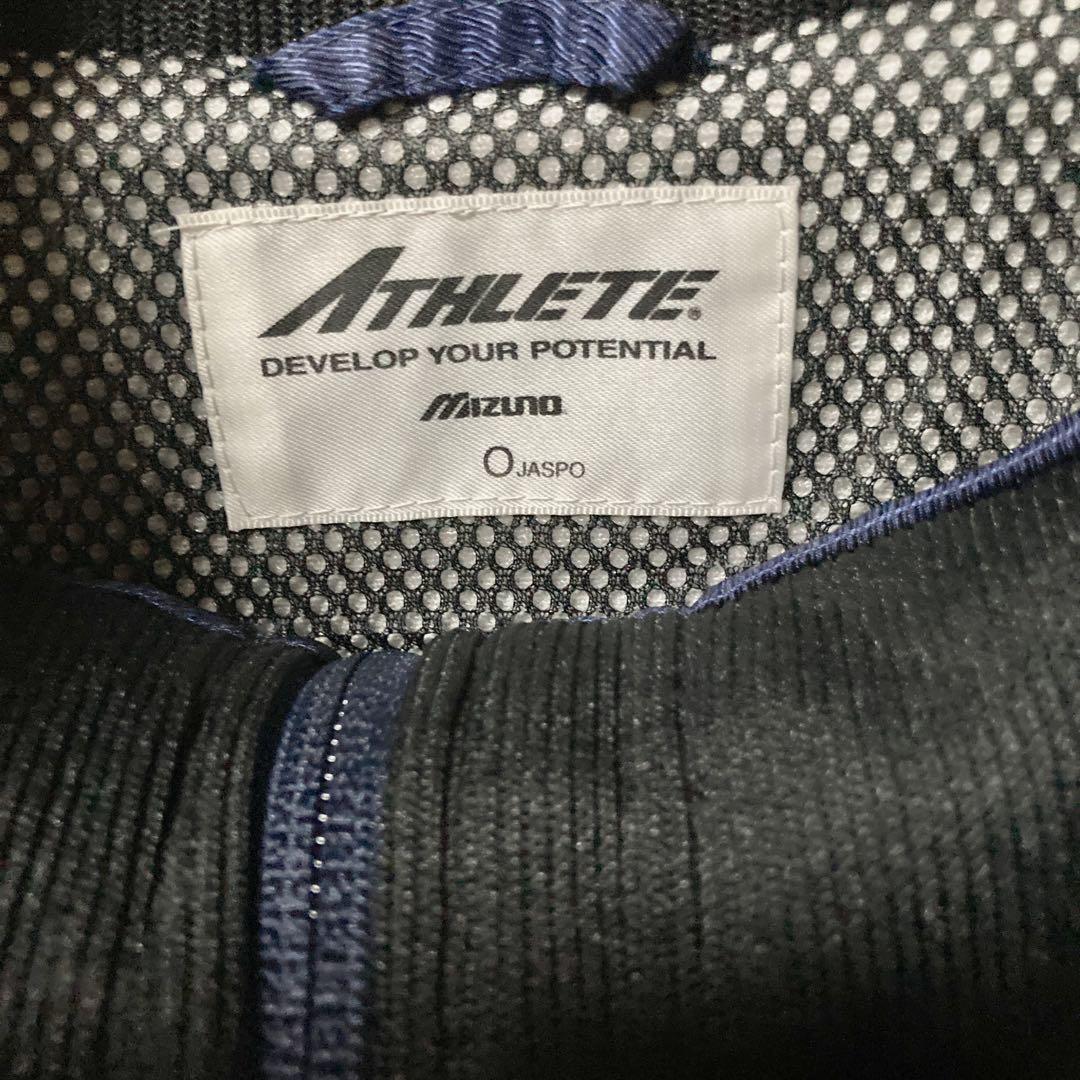 ATHLETE®
DEVELOP YOUR POTENTIAL
MIZUNO
O JASPO